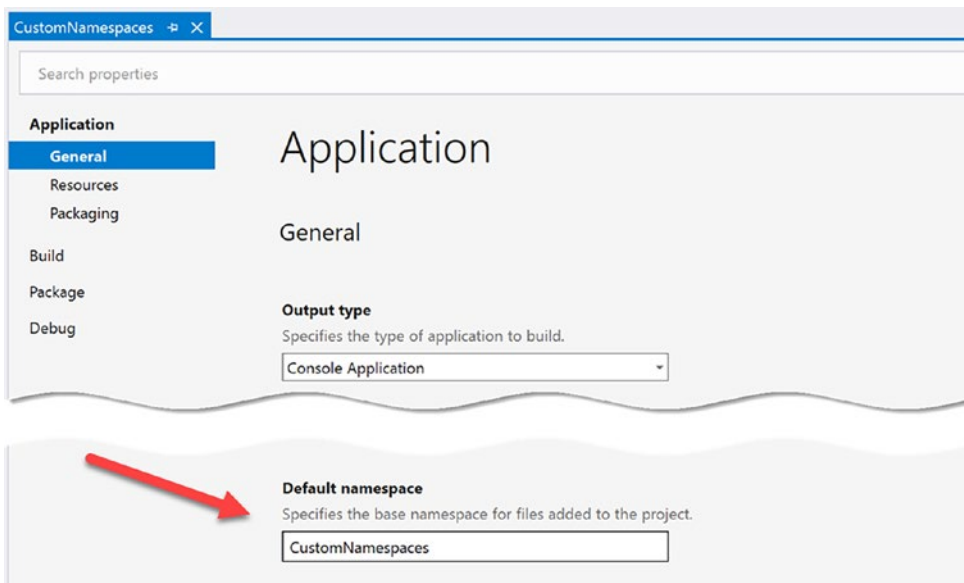 CustomNamespaces
Search properties
Application
General
Resources
Packaging
Build
Package
Debug
Application
General
Output type
Specifies the type of application to build.
Console Application
Default namespace
Specifies the base namespace for files added to the project.
CustomNamespaces